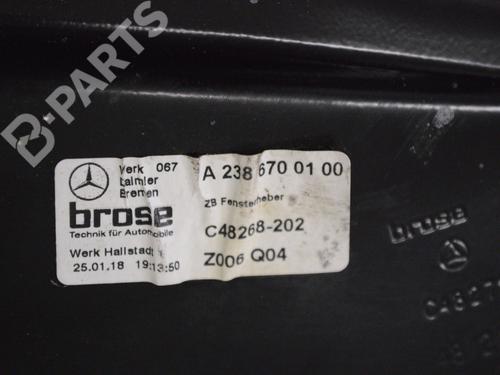 B-PARTS
Werk 067
Daimler
Bremen
A 238 670 01 00
brose
Technik für Automobile
ZB Fensterheber
C48268-202
Werk Hallstadt
25.01.18 19:13:50
Z006 Q04
brose